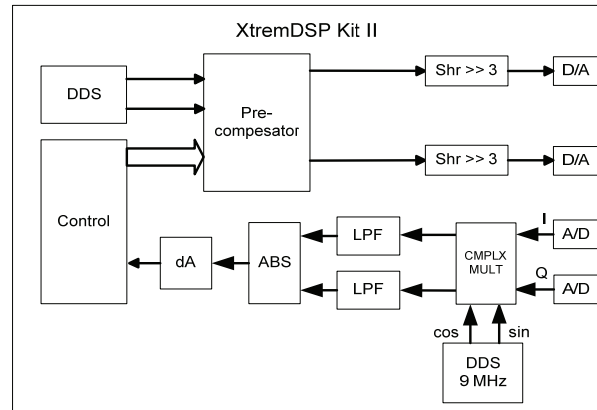 XtremDSP Kit II
DDS
Pre-
compesator
Shr >> 3
D/A
Shr >> 3
D/A
Control
dA
ABS
LPF
LPF
CMPLX
MULT
I
A/D
Q
A/D
cos
sin
DDS
9 MHz